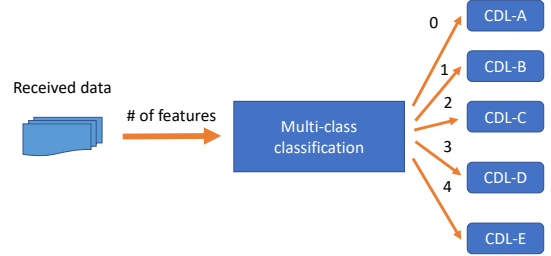 Received data
# of features
Multi-class
classification
0
1
2
3
4
CDL-A
CDL-B
CDL-C
CDL-D
CDL-E